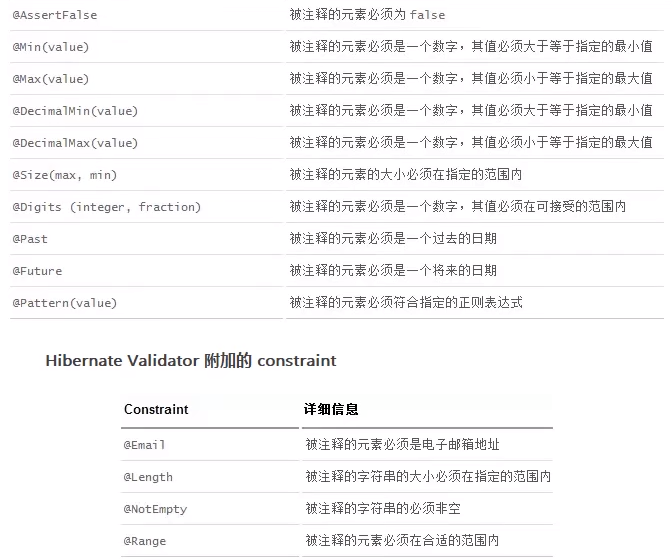 @AssertFalse 被注释的元素必须为 false
@Min(value) 被注释的元素必须是一个数字，其值必须大于等于指定的最小值
@Max(value) 被注释的元素必须是一个数字，其值必须小于等于指定的最大值
@DecimalMin(value) 被注释的元素必须是一个数字，其值必须大于等于指定的最小值
@DecimalMax(value) 被注释的元素必须是一个数字，其值必须小于等于指定的最大值
@Size(max, min) 被注释的元素的大小必须在指定的范围内
@Digits (integer, fraction) 被注释的元素必须是一个数字，其值必须在可接受的范围内
@Past 被注释的元素必须是一个过去的日期
@Future 被注释的元素必须是一个将来的日期
@Pattern(value) 被注释的元素必须符合指定的正则表达式
Hibernate Validator 附加的 constraint
Constraint 详细信息
@Email 被注释的元素必须是电子邮箱地址
@Length 被注释的字符串的大小必须在指定的范围内
@NotEmpty 被注释的字符串的必须非空
@Range 被注释的元素必须在合适的范围内